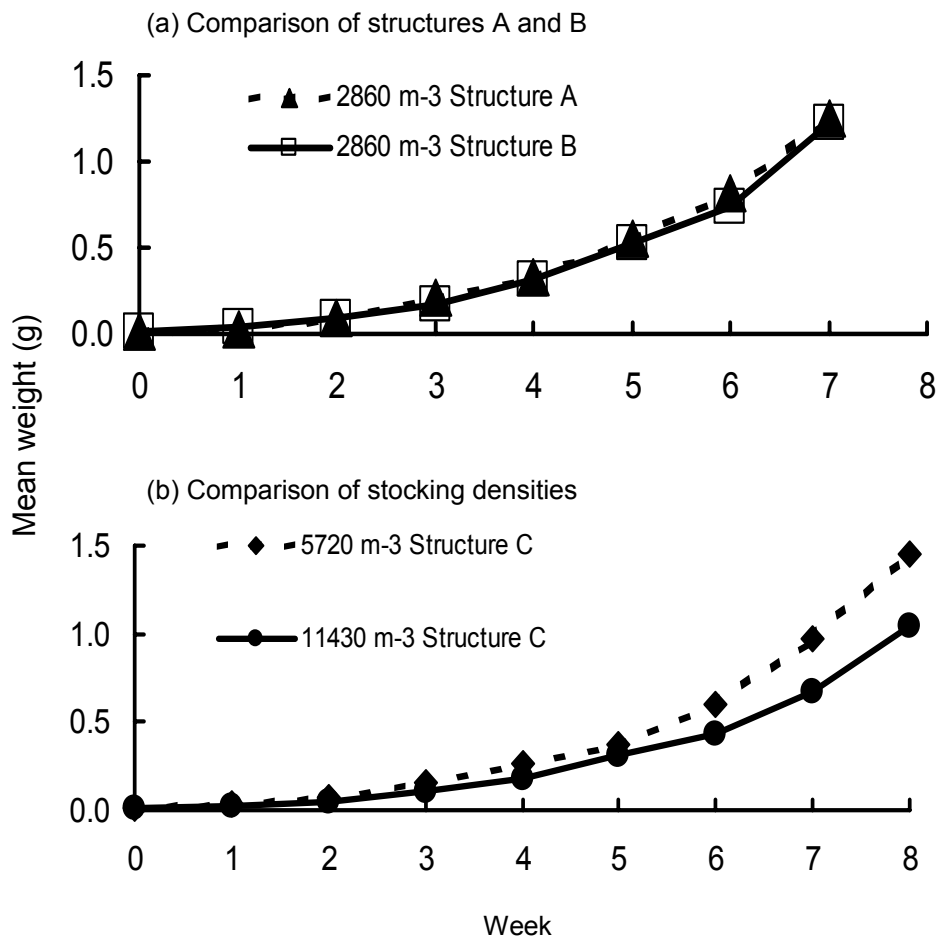 (a) Comparison of structures A and B
1.5
2860 m-3 Structure A
2860 m-3 Structure B
1.0
0.5
0.0
0 1 2 3 4 5 6 7 8
Mean weight (g)
(b) Comparison of stocking densities
1.5
5720 m-3 Structure C
1.0
11430 m-3 Structure C
0.5
0.0
0 1 2 3 4 5 6 7 8
Week